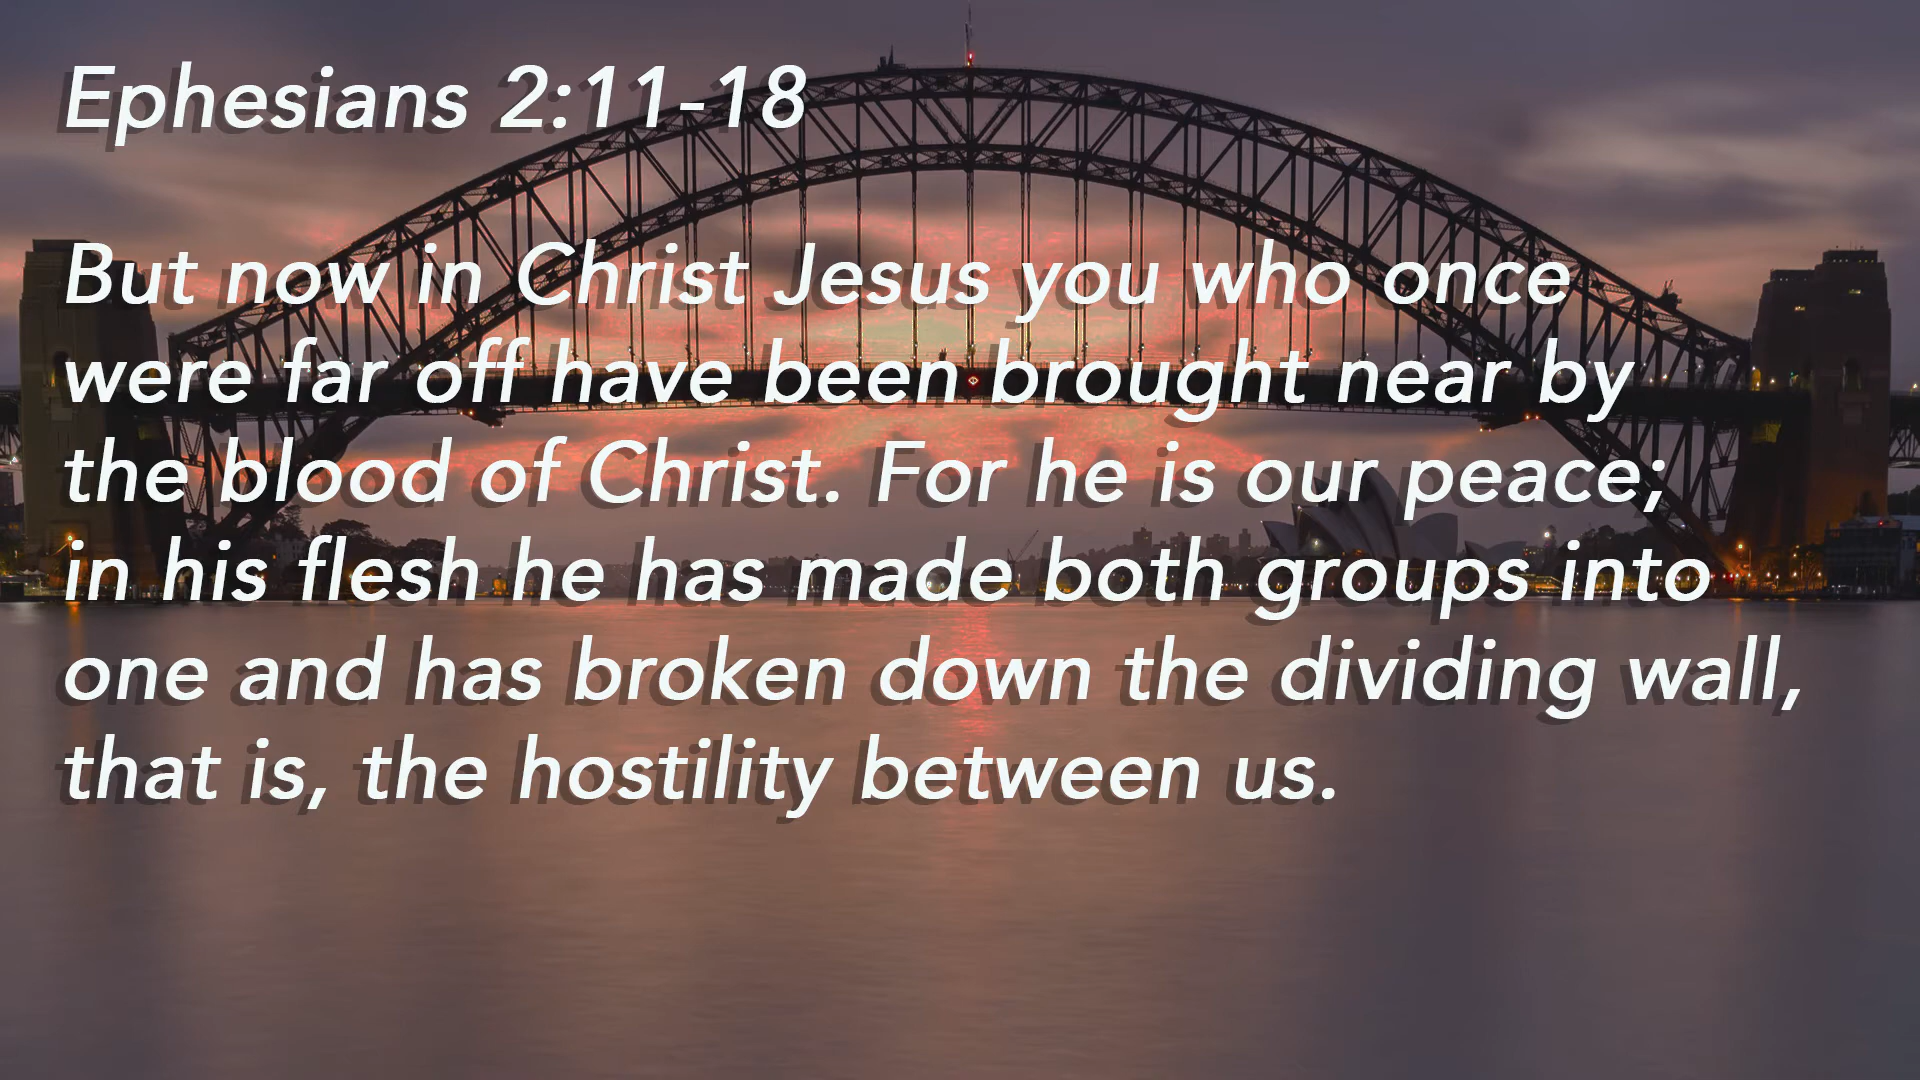 Ephesians 2:11-18
But now in Christ Jesus you who once
were far off have been brought near by
the blood of Christ. For he is our peace;
in his flesh he has made both groups into
one and has broken down the dividing wall,
that is, the hostility between us.